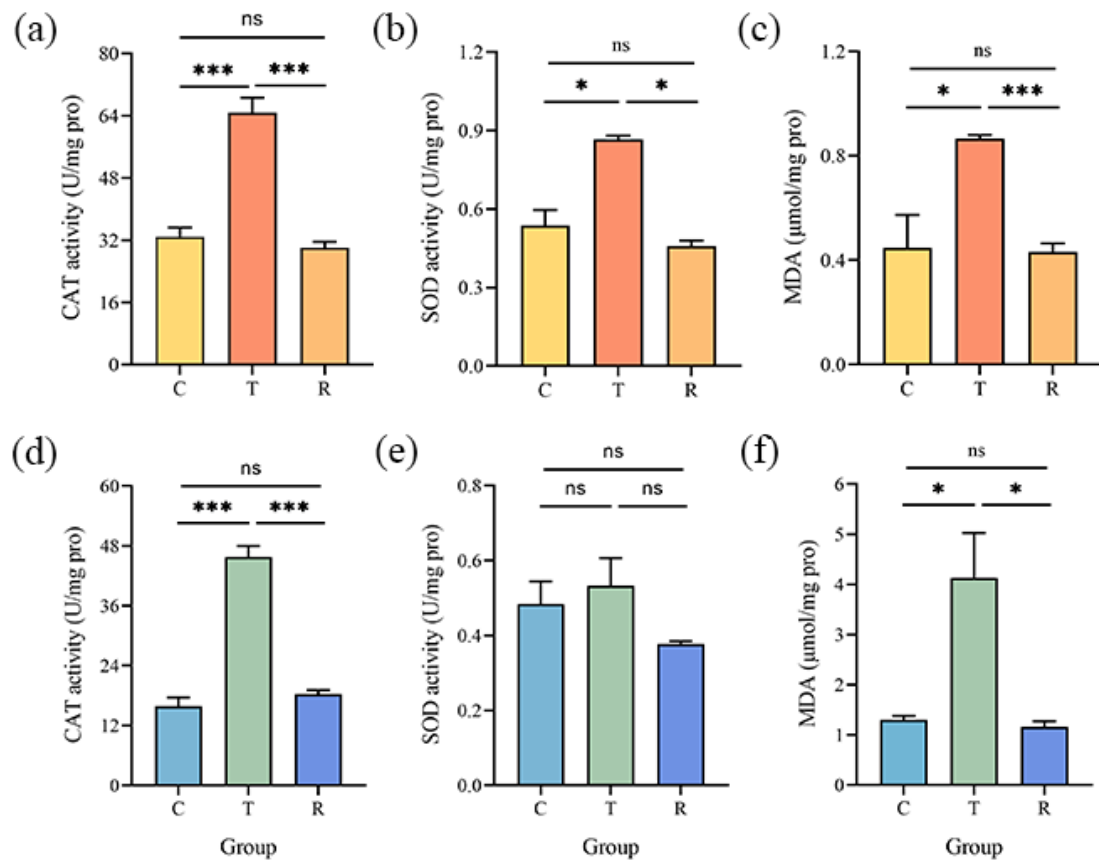 (a)
CAT activity (U/mg pro)
80
64
48
32
16
0
ns
*** ***
C T R
(b)
SOD activity (U/mg pro)
1.2
0.9
0.6
0.3
0.0
ns
* *
C T R
(c)
MDA (μmol/mg pro)
1.2
0.8
0.4
0.0
ns
* ***
C T R
(d)
CAT activity (U/mg pro)
60
48
36
24
12
0
ns
*** ***
C T R
Group
(e)
SOD activity (U/mg pro)
0.8
0.6
0.4
0.2
0.0
ns
ns ns
C T R
Group
(f)
MDA (μmol/mg pro)
6
5
4
3
2
1
0
ns
* *
C T R
Group